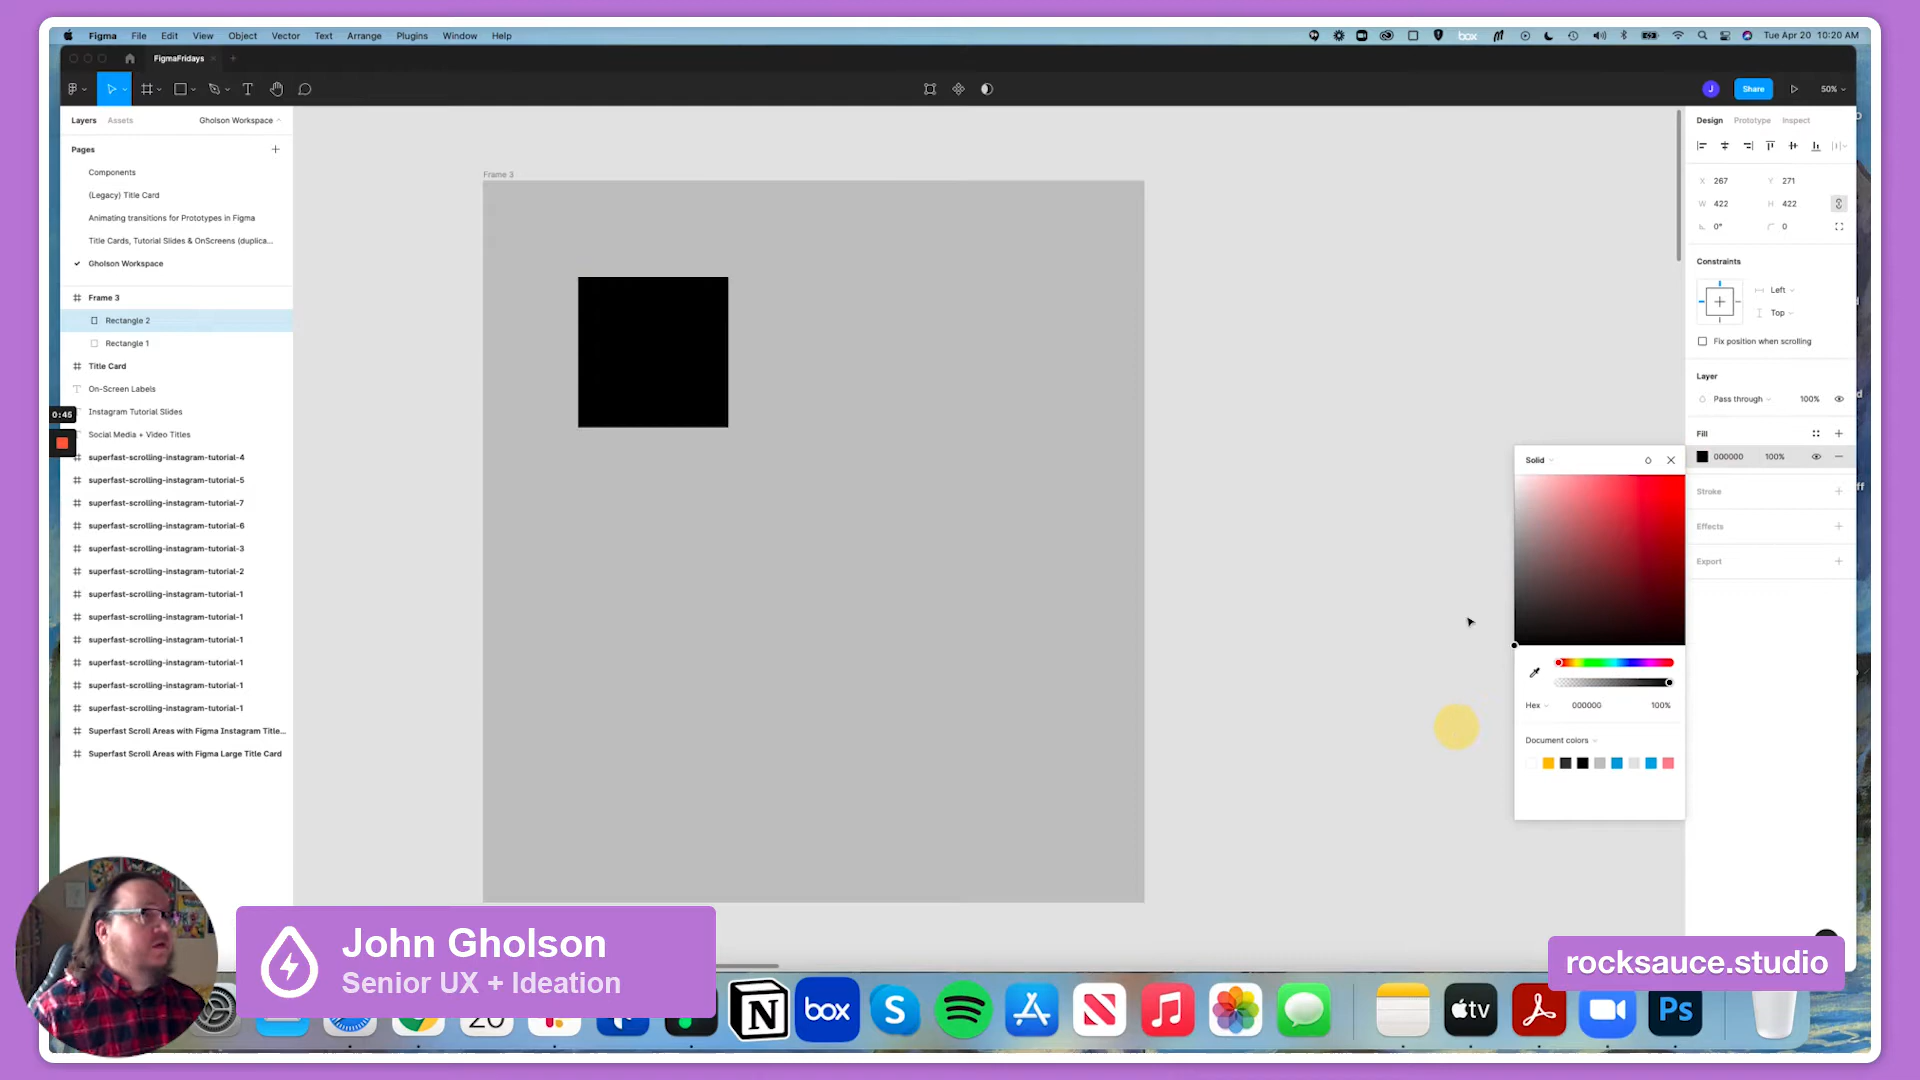 Figma File Edit View Object Vector Text Arrange Plugins Window Help
box
Tue Apr 20 10:20 AM
FigmaFridays
J
Share
50%
Layers Assets Gholson Workspace
Pages
Components
(Legacy) Title Card
Animating transitions for Prototypes in Figma
Title Cards, Tutorial Slides & OnScreens (duplica...
Gholson Workspace
Frame 3
Rectangle 2
Rectangle 1
Title Card
On-Screen Labels
Instagram Tutorial Slides
Social Media + Video Titles
superfast-scrolling-instagram-tutorial-4
superfast-scrolling-instagram-tutorial-5
superfast-scrolling-instagram-tutorial-7
superfast-scrolling-instagram-tutorial-6
superfast-scrolling-instagram-tutorial-3
superfast-scrolling-instagram-tutorial-2
superfast-scrolling-instagram-tutorial-1
superfast-scrolling-instagram-tutorial-1
superfast-scrolling-instagram-tutorial-1
superfast-scrolling-instagram-tutorial-1
superfast-scrolling-instagram-tutorial-1
superfast-scrolling-instagram-tutorial-1
Superfast Scroll Areas with Figma Instagram Title...
Superfast Scroll Areas with Figma Large Title Card
0:45
Frame 3
Design Prototype Inspect
X 267 Y 271
W 422 H 422
0° 0
Constraints
Left
Top
Fix position when scrolling
Layer
Pass through 100%
Fill
000000 100%
Stroke
Effects
Export
Solid
Hex 000000 100%
Document colors
John Gholson
Senior UX + Ideation
rocksauce.studio
N
box
S
tv
Ps